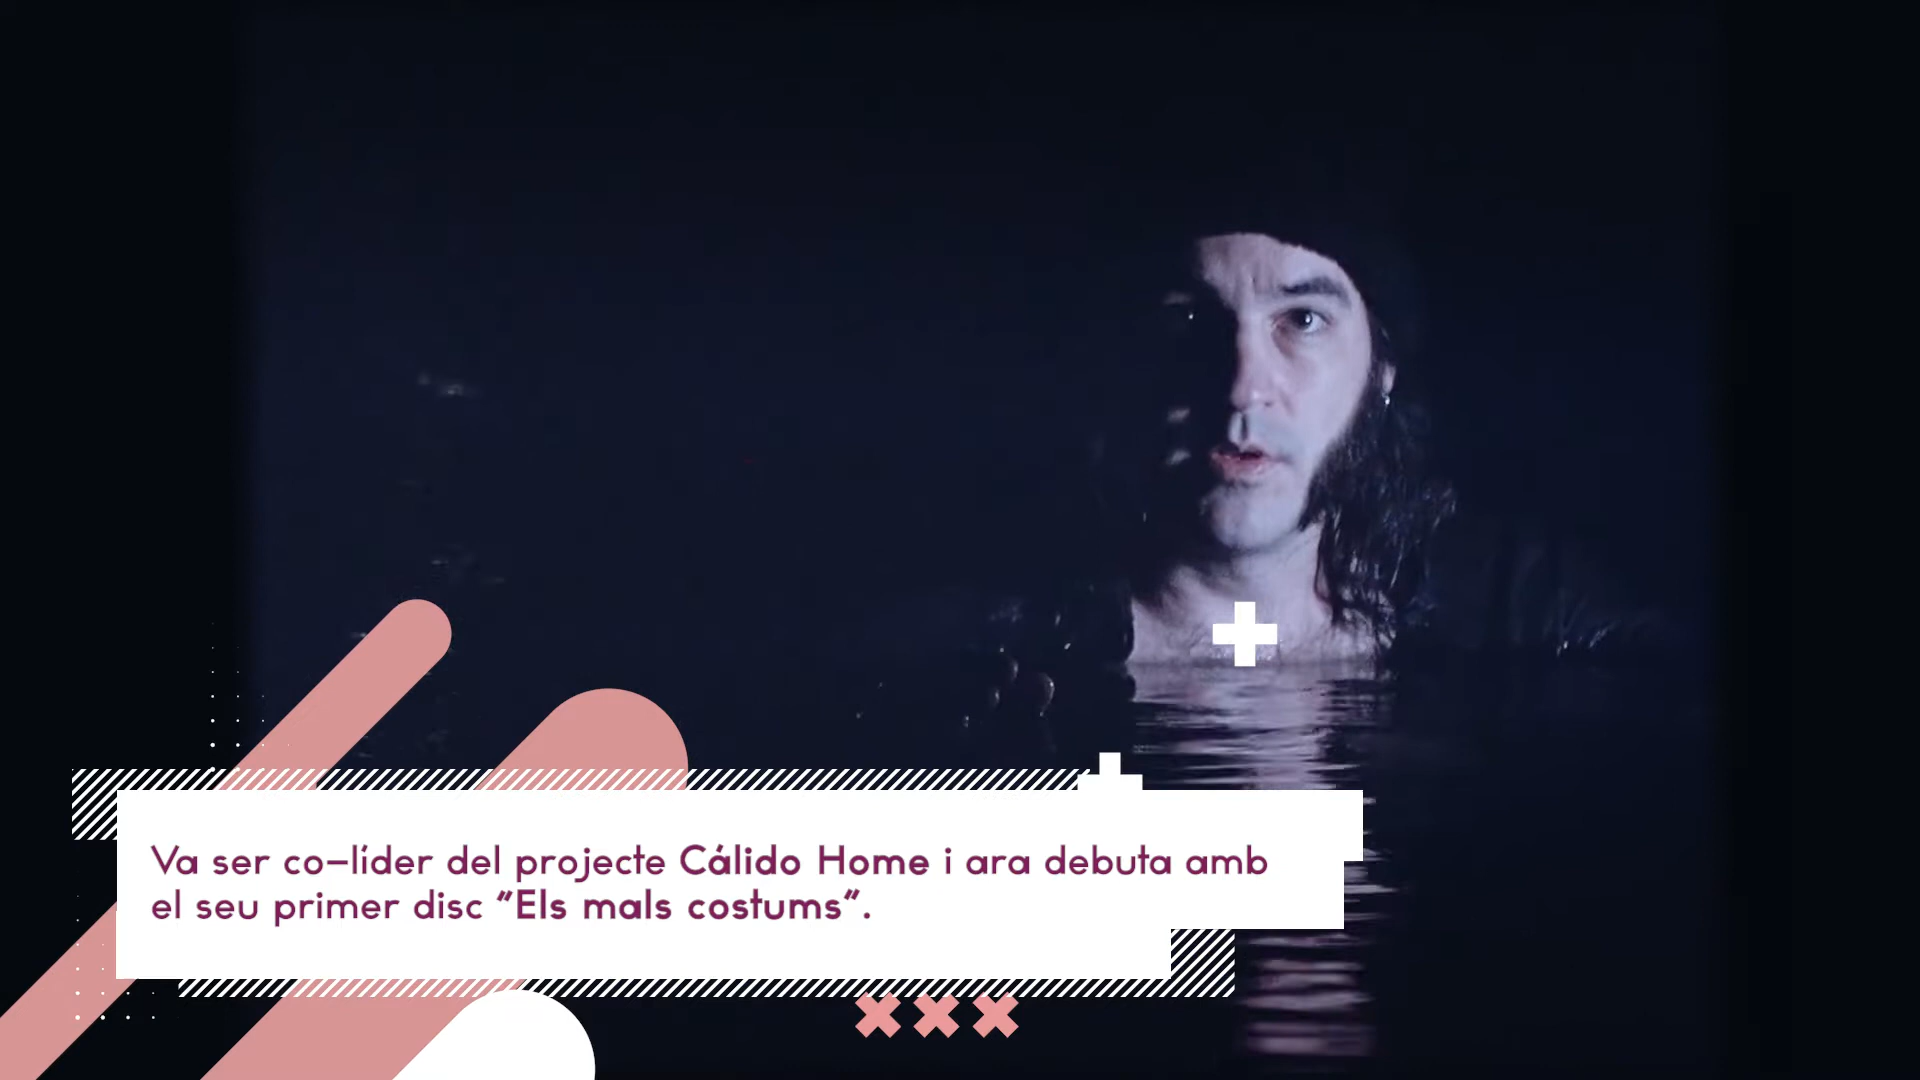 Va ser co-líder del projecte Cálido Home i ara debuta amb
el seu primer disc “Els mals costums”.